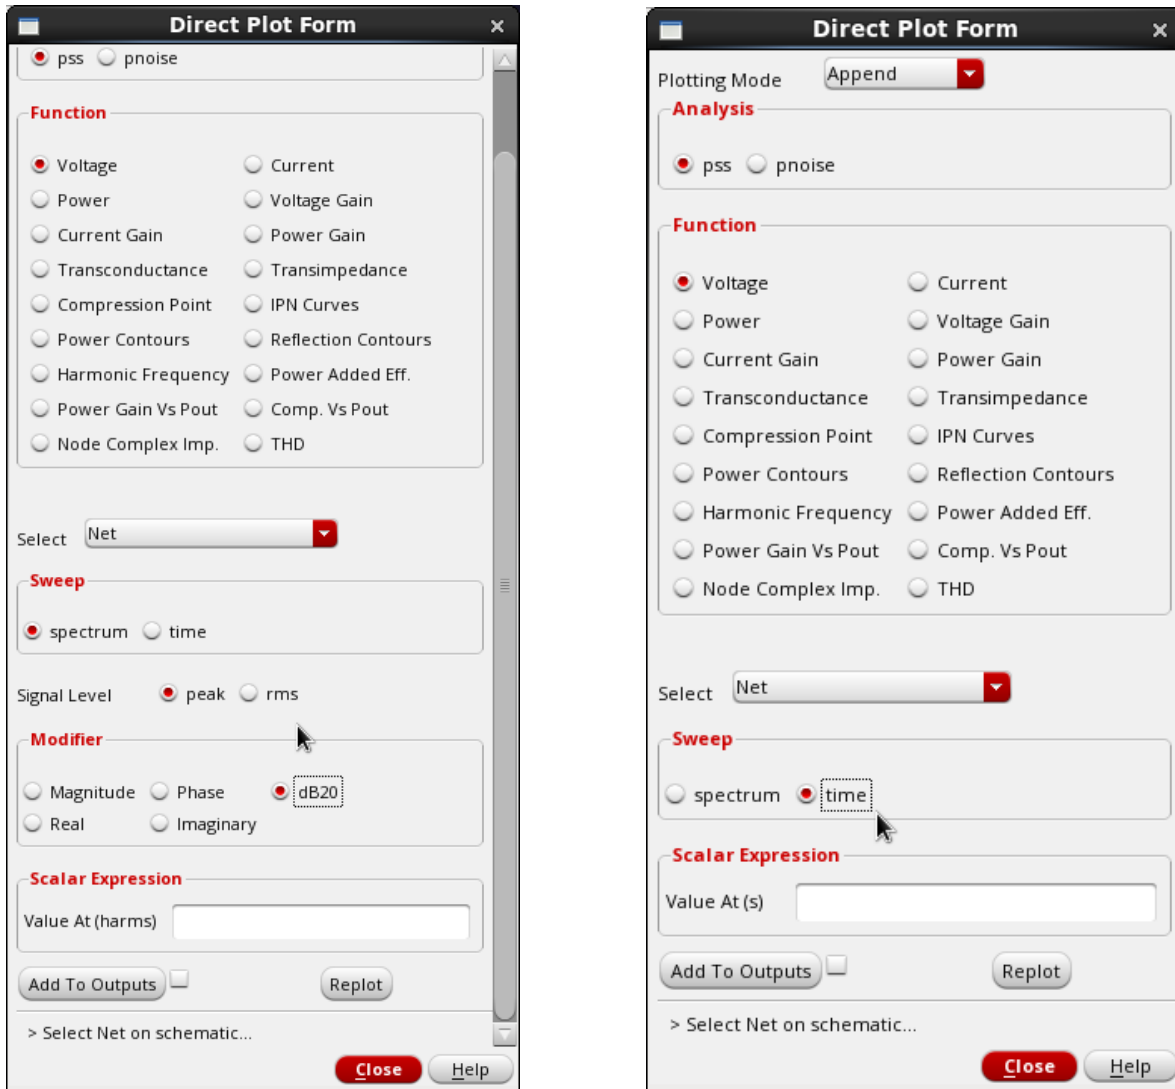 Direct Plot Form
pss pnoise
Function
Voltage Current
Power Voltage Gain
Current Gain Power Gain
Transconductance Transimpedance
Compression Point IPN Curves
Power Contours Reflection Contours
Harmonic Frequency Power Added Eff.
Power Gain Vs Pout Comp. Vs Pout
Node Complex Imp. THD
Select Net
Sweep
spectrum time
Signal Level peak rms
Modifier
Magnitude Phase dB20
Real Imaginary
Scalar Expression
Value At (harms)
Add To Outputs Replot
> Select Net on schematic...
Close Help
Direct Plot Form
Plotting Mode Append
Analysis
pss pnoise
Function
Voltage Current
Power Voltage Gain
Current Gain Power Gain
Transconductance Transimpedance
Compression Point IPN Curves
Power Contours Reflection Contours
Harmonic Frequency Power Added Eff.
Power Gain Vs Pout Comp. Vs Pout
Node Complex Imp. THD
Select Net
Sweep
spectrum time
Scalar Expression
Value At (s)
Add To Outputs Replot
> Select Net on schematic...
Close Help